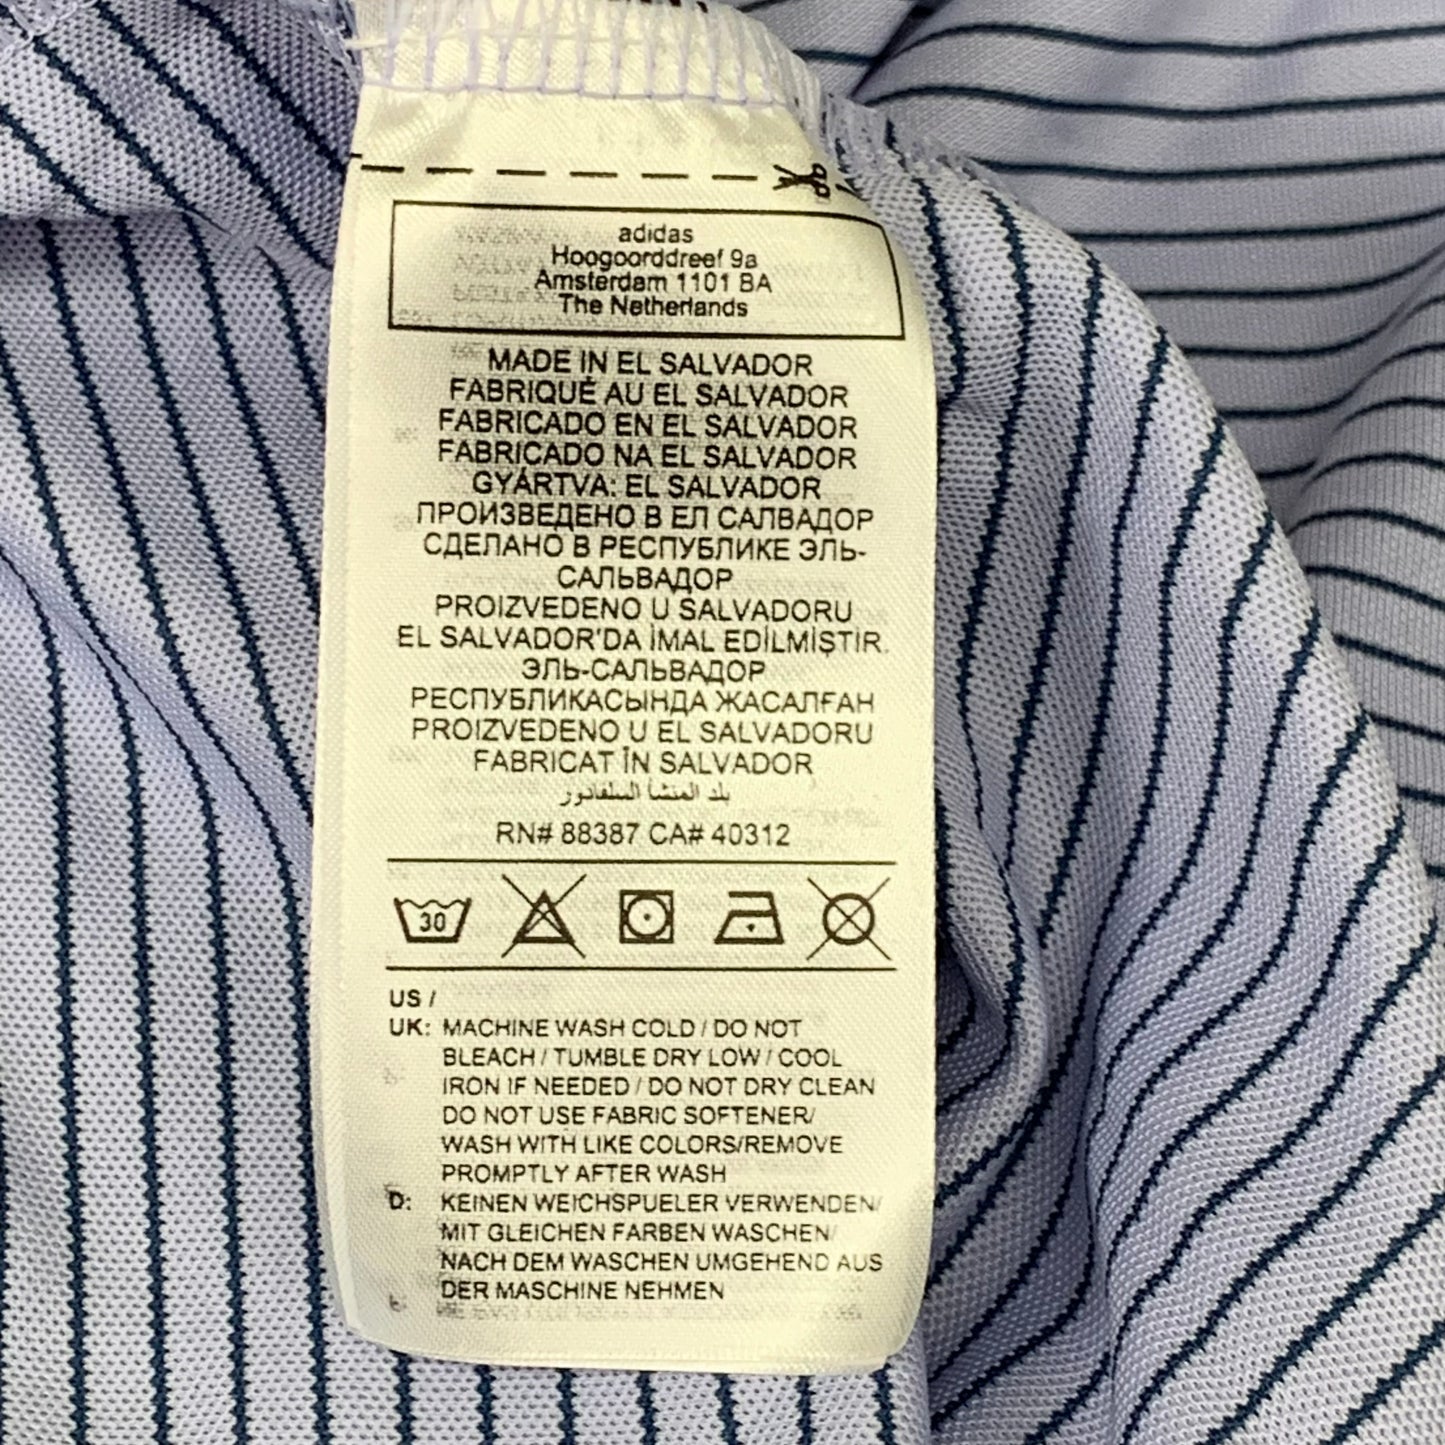 adidas
Hoogoorddreef 9a
Amsterdam 1101 BA
The Netherlands
MADE IN EL SALVADOR
FABRIQUÉ AU EL SALVADOR
FABRICADO EN EL SALVADOR
FABRICADO NA EL SALVADOR
GYÁRTVA: EL SALVADOR
ПРОИЗВЕДЕНО В ЕЛ САЛВАДОР
СДЕЛАНО В РЕСПУБЛИКЕ ЭЛЬ-
САЛЬВАДОР
PROIZVEDENO U SALVADORU
EL SALVADOR'DA İMAL EDİLMİŞTİR.
ЭЛЬ-САЛЬВАДОР
РЕСПУБЛИКАСЫНДА ЖАСАЛҒАН
PROIZVEDENO U EL SALVADORU
FABRICAT ÎN SALVADOR
بلد المنشأ السلفادور
RN# 88387 CA# 40312
30
US /
UK: MACHINE WASH COLD / DO NOT
BLEACH / TUMBLE DRY LOW / COOL
IRON IF NEEDED / DO NOT DRY CLEAN
DO NOT USE FABRIC SOFTENER/
WASH WITH LIKE COLORS/REMOVE
PROMPTLY AFTER WASH
D: KEINEN WEICHSPUELER VERWENDEN/
MIT GLEICHEN FARBEN WASCHEN/
NACH DEM WASCHEN UMGEHEND AUS
DER MASCHINE NEHMEN